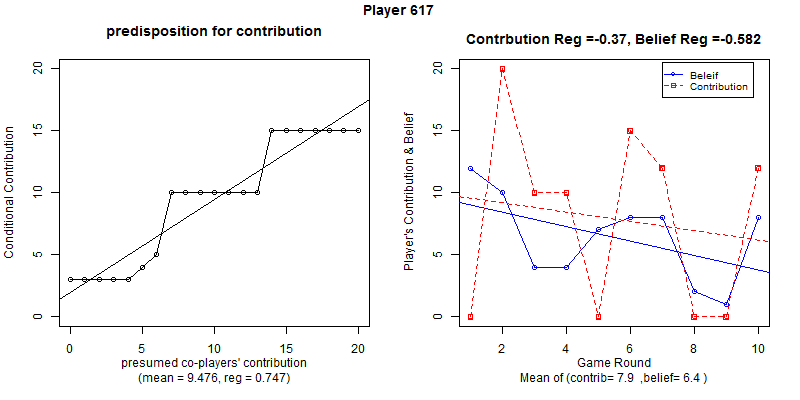 Player 617
predisposition for contribution
Conditional Contribution
20
15
10
5
0
0 5 10 15 20
presumed co-players' contribution
(mean = 9.476, reg = 0.747)
Contrbution Reg =-0.37, Belief Reg =-0.582
Player's Contribution & Belief
20
15
10
5
0
Beleif
Contribution
2 4 6 8 10
Game Round
Mean of (contrib= 7.9 ,belief= 6.4 )